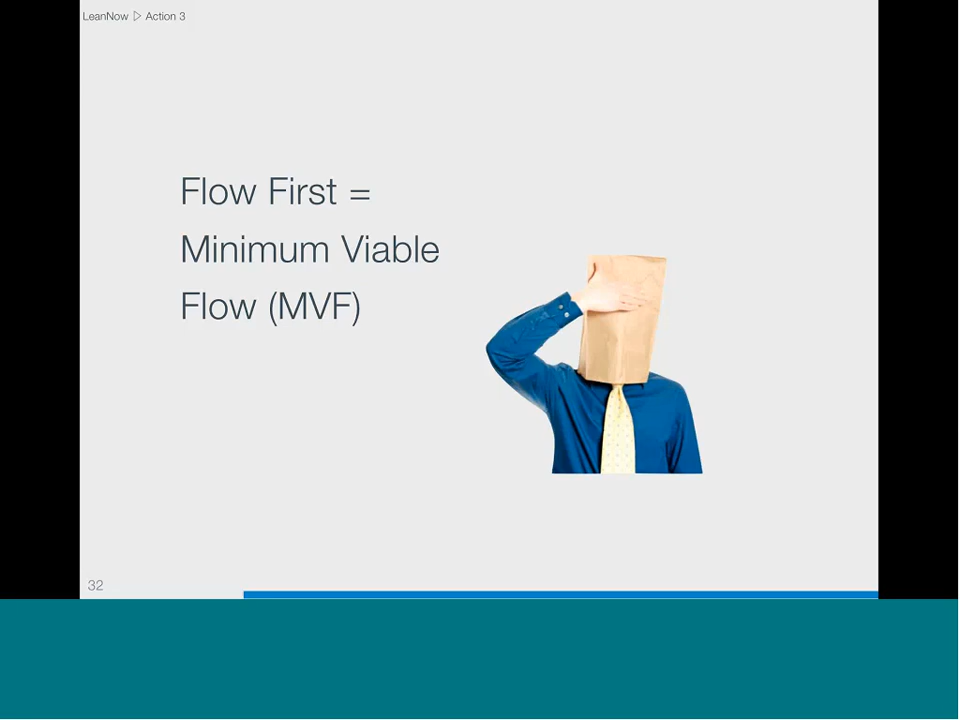 LeanNow ▷ Action 3
Flow First =
Minimum Viable
Flow (MVF)
32